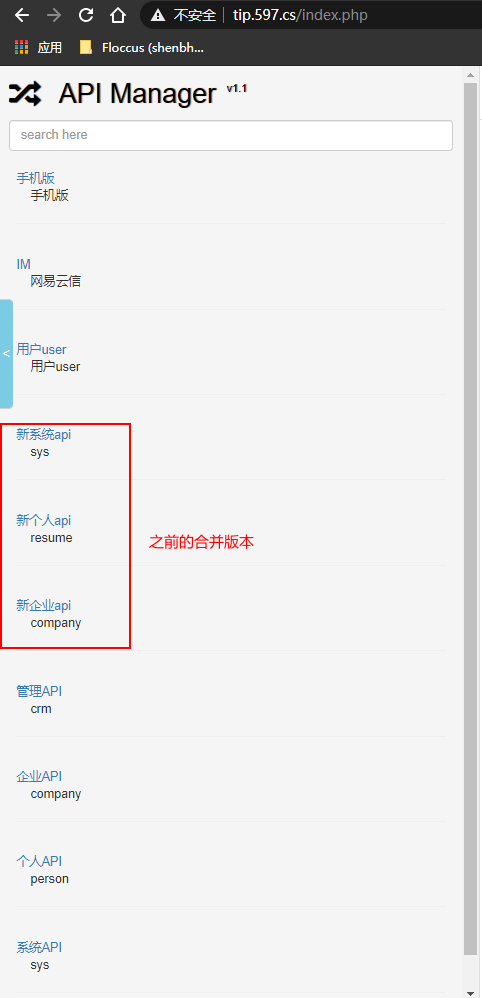 不安全 tip.597.cs/index.php
应用 Floccus (shenbh...
API Manager v1.1
search here
手机版
手机版
IM
网易云信
<
用户user
用户user
新系统api
sys
新个人api
resume
之前的合并版本
新企业api
company
管理API
crm
企业API
company
个人API
person
系统API
sys